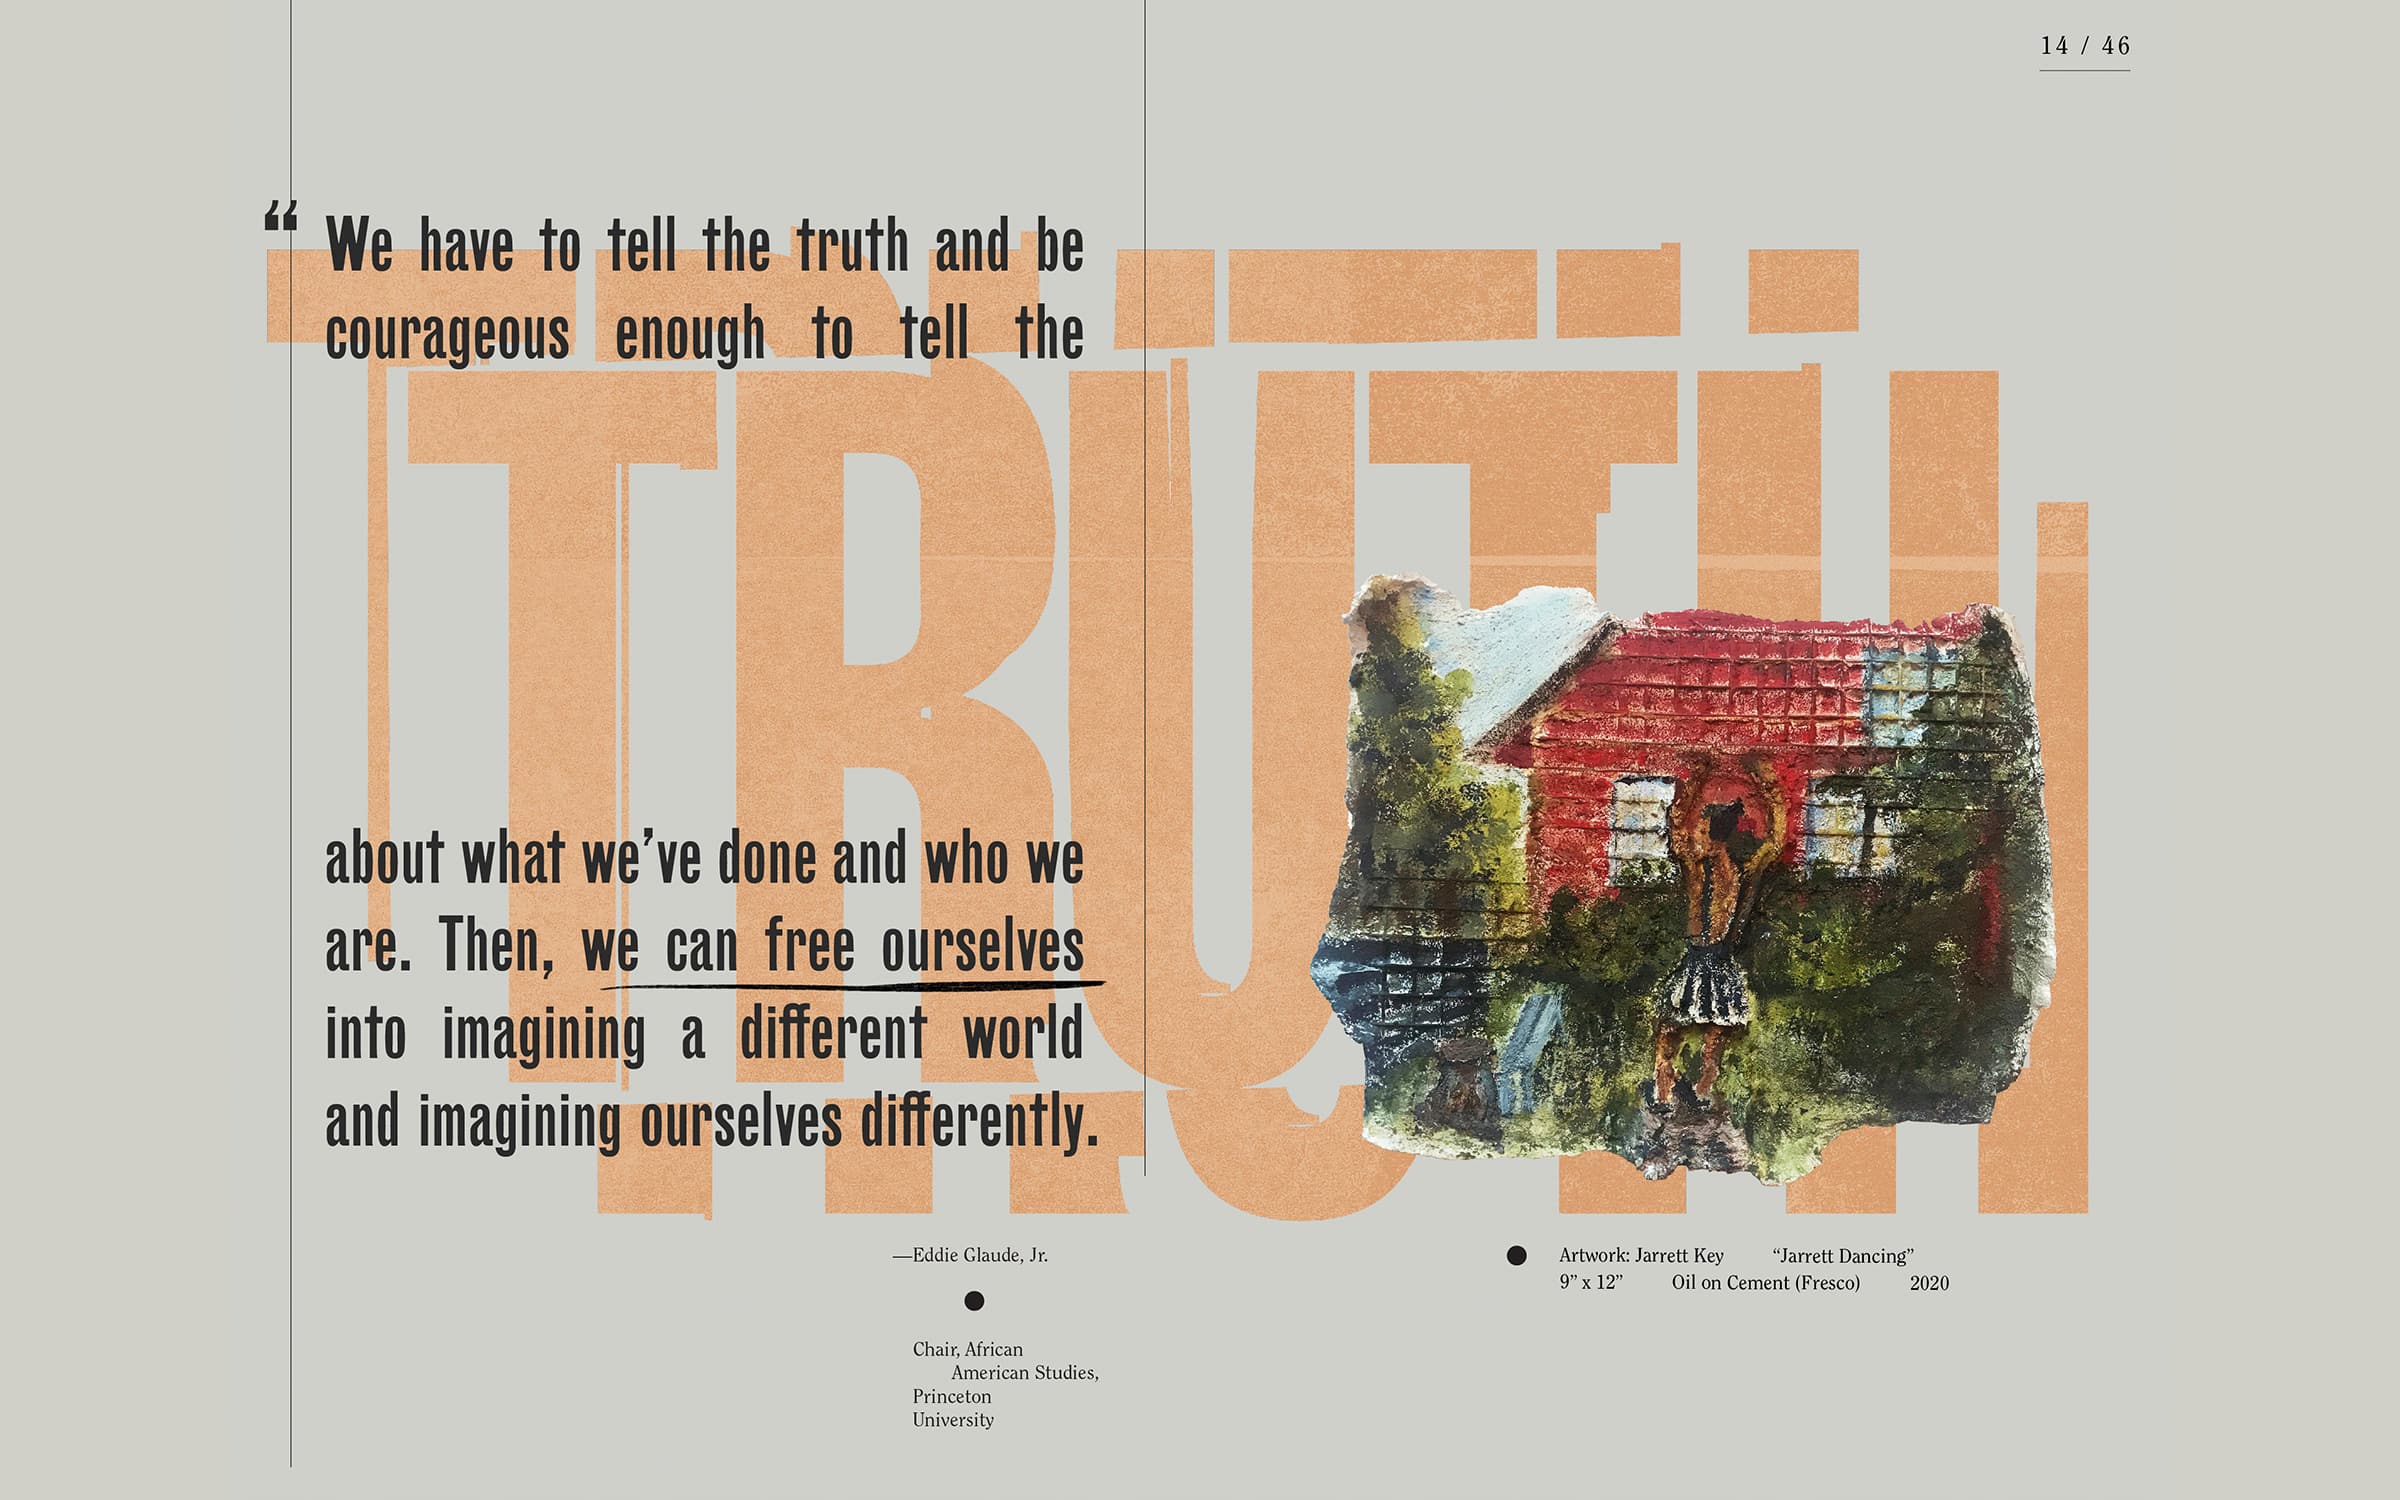 14 / 46
“We have to tell the truth and be
courageous enough to tell the
TRUTH
about what we’ve done and who we
are. Then, we can free ourselves
into imagining a different world
and imagining ourselves differently.
—Eddie Glaude, Jr.
Chair, African
American Studies,
Princeton
University
Artwork: Jarrett Key “Jarrett Dancing”
9” x 12” Oil on Cement (Fresco) 2020